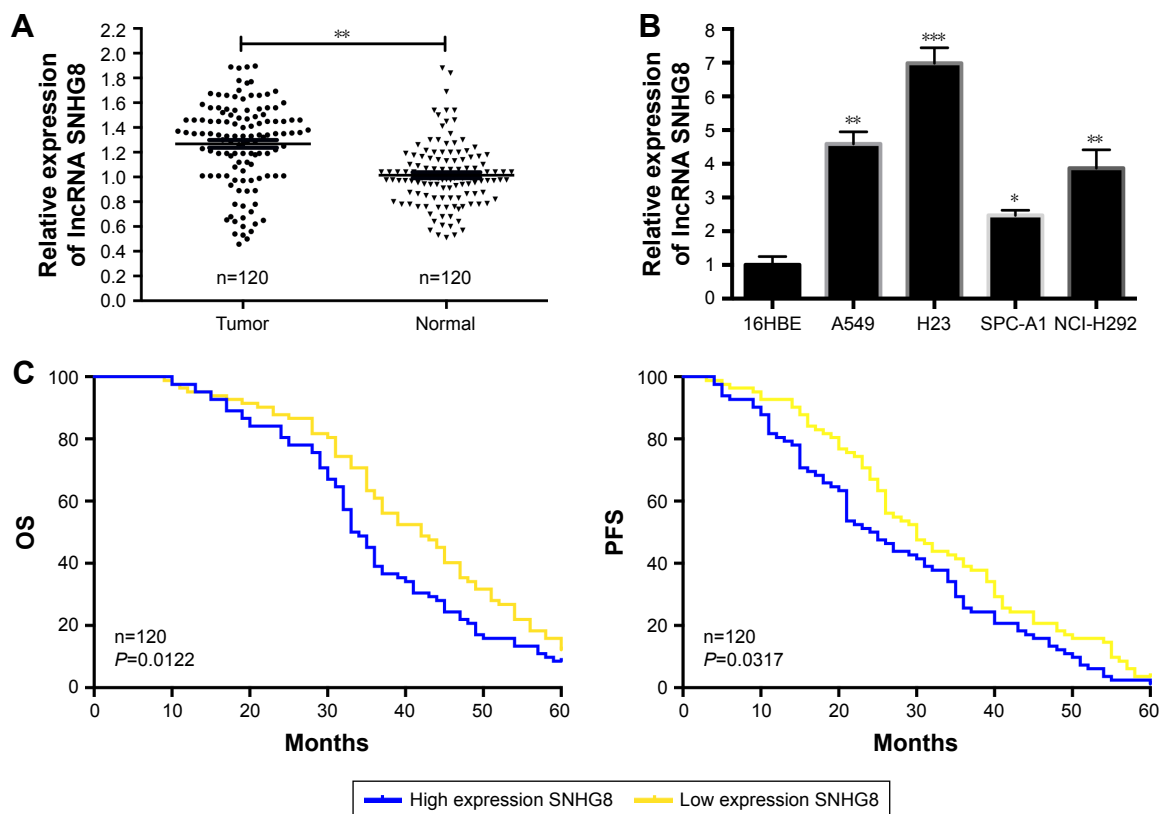 A
Relative expression
of lncRNA SNHG8
2.2
2.0
1.8
1.6
1.4
1.2
1.0
0.8
0.6
0.4
0.2
0.0
**
n=120
n=120
Tumor
Normal
B
Relative expression
of lncRNA SNHG8
8
7
6
5
4
3
2
1
0
**
***
*
**
16HBE
A549
H23
SPC-A1
NCI-H292
C
OS
100
80
60
40
20
0
n=120
P=0.0122
0
10
20
30
40
50
60
Months
PFS
100
80
60
40
20
0
n=120
P=0.0317
0
10
20
30
40
50
60
Months
High expression SNHG8
Low expression SNHG8